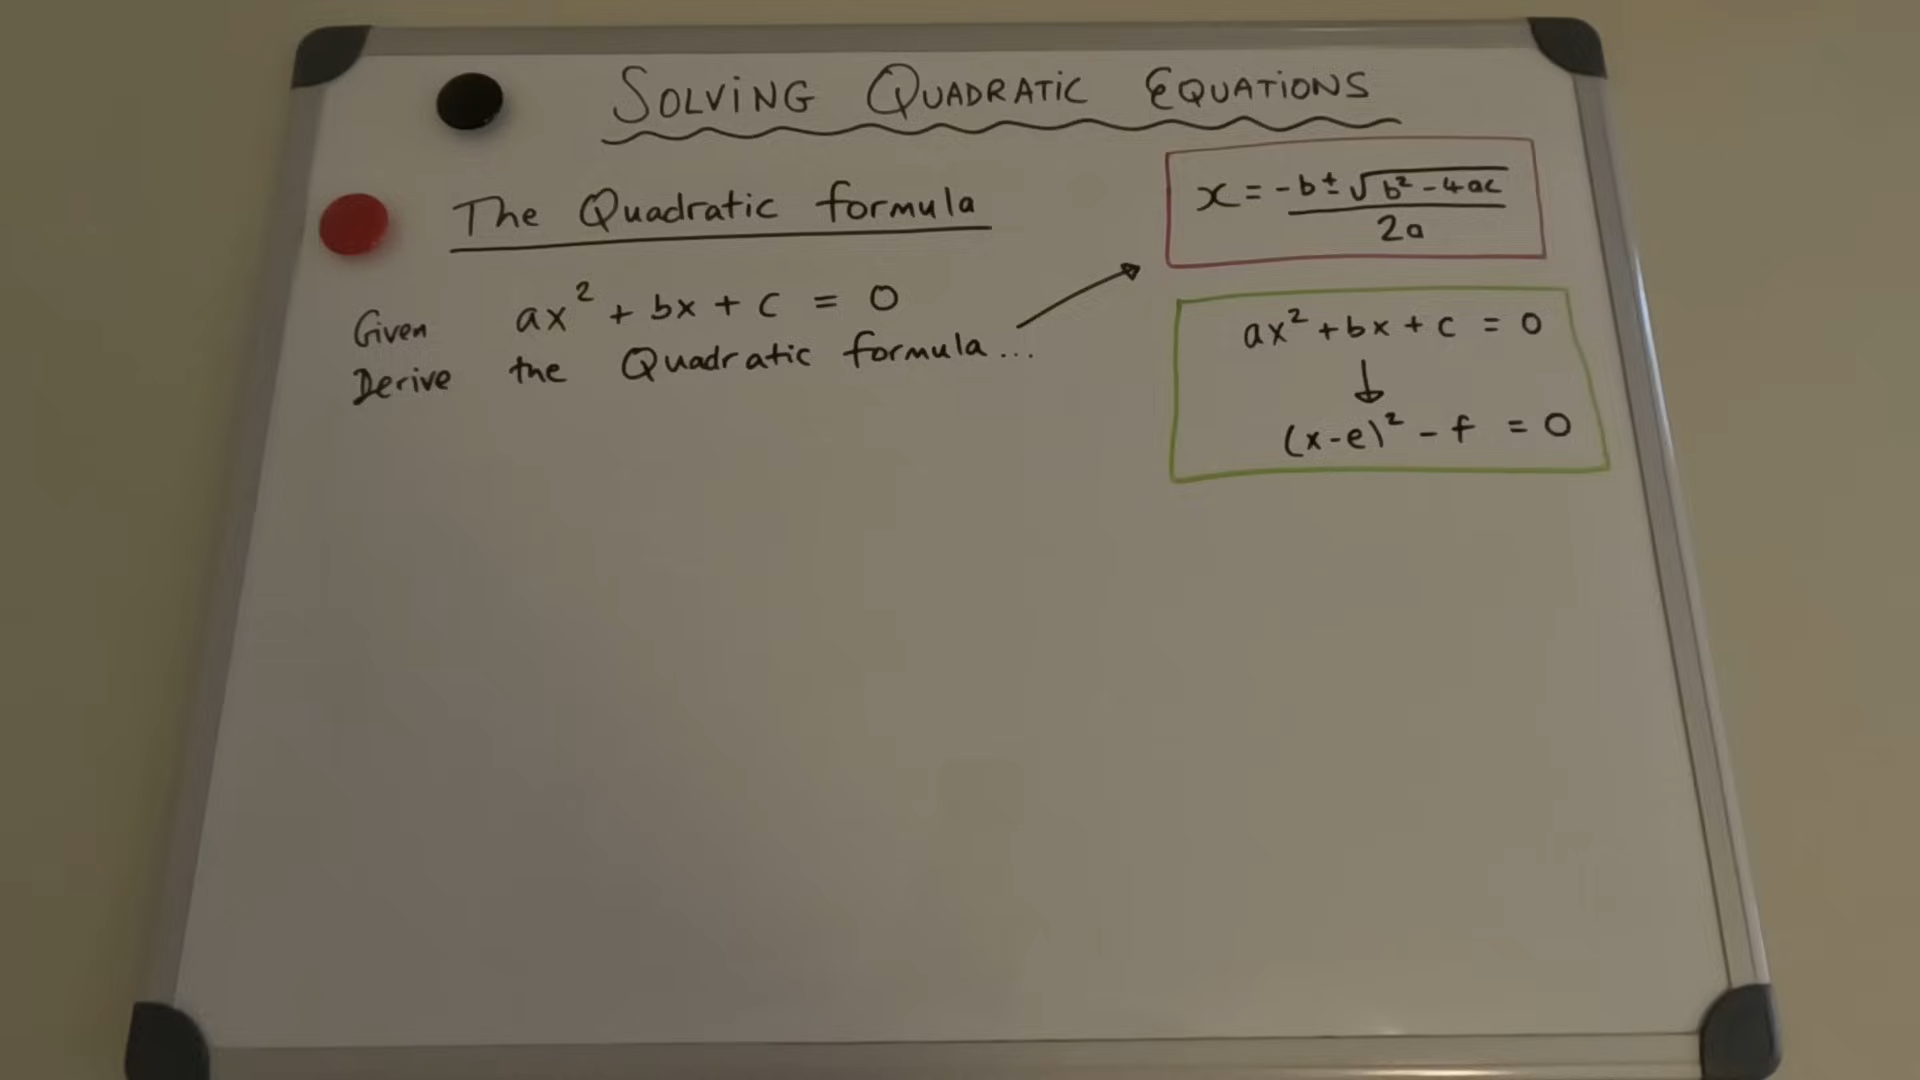 SOLVING QUADRATIC EQUATIONS
The Quadratic formula
x = -b ± √b² - 4ac
2a
Given ax² + bx + c = 0
Derive the Quadratic formula...
ax² + bx + c = 0
↓
(x-e)² - f = 0